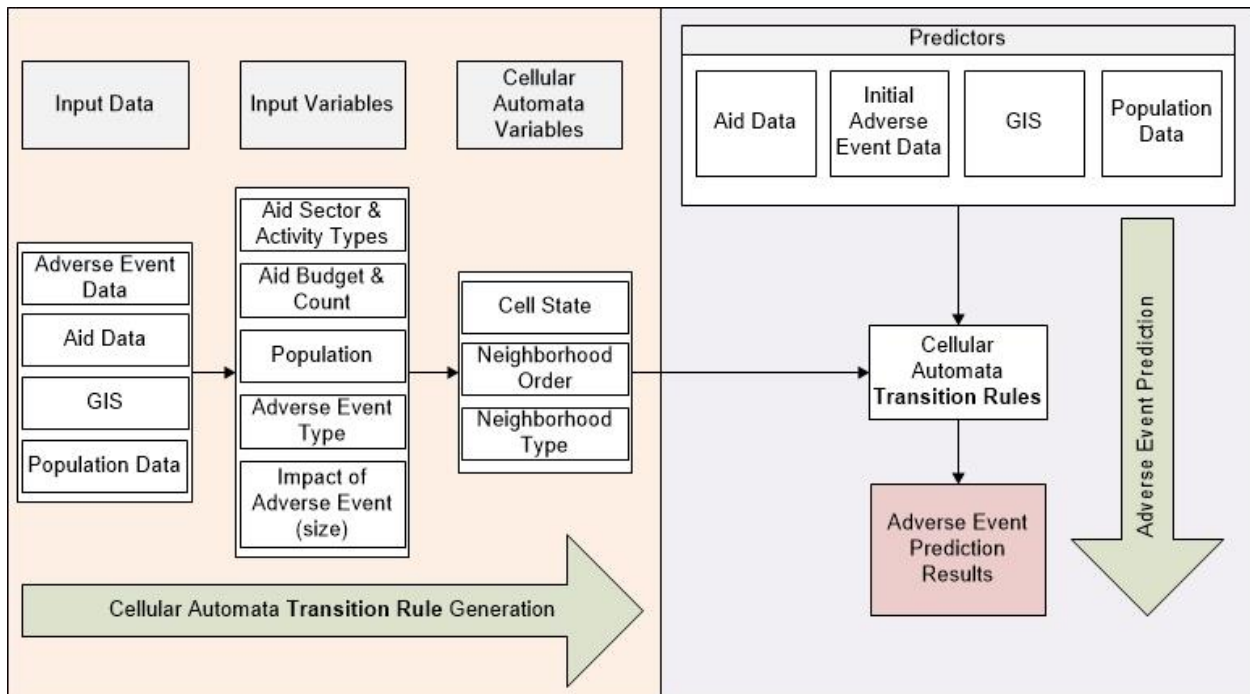 Input Data
Input Variables
Cellular
Automata
Variables
Adverse Event
Data
Aid Data
GIS
Population Data
Aid Sector &
Activity Types
Aid Budget &
Count
Population
Adverse Event
Type
Impact of
Adverse Event
(size)
Cell State
Neighborhood
Order
Neighborhood
Type
Cellular Automata Transition Rule Generation
Predictors
Aid Data
Initial
Adverse
Event Data
GIS
Population
Data
Cellular
Automata
Transition Rules
Adverse Event
Prediction
Results
Adverse Event Prediction